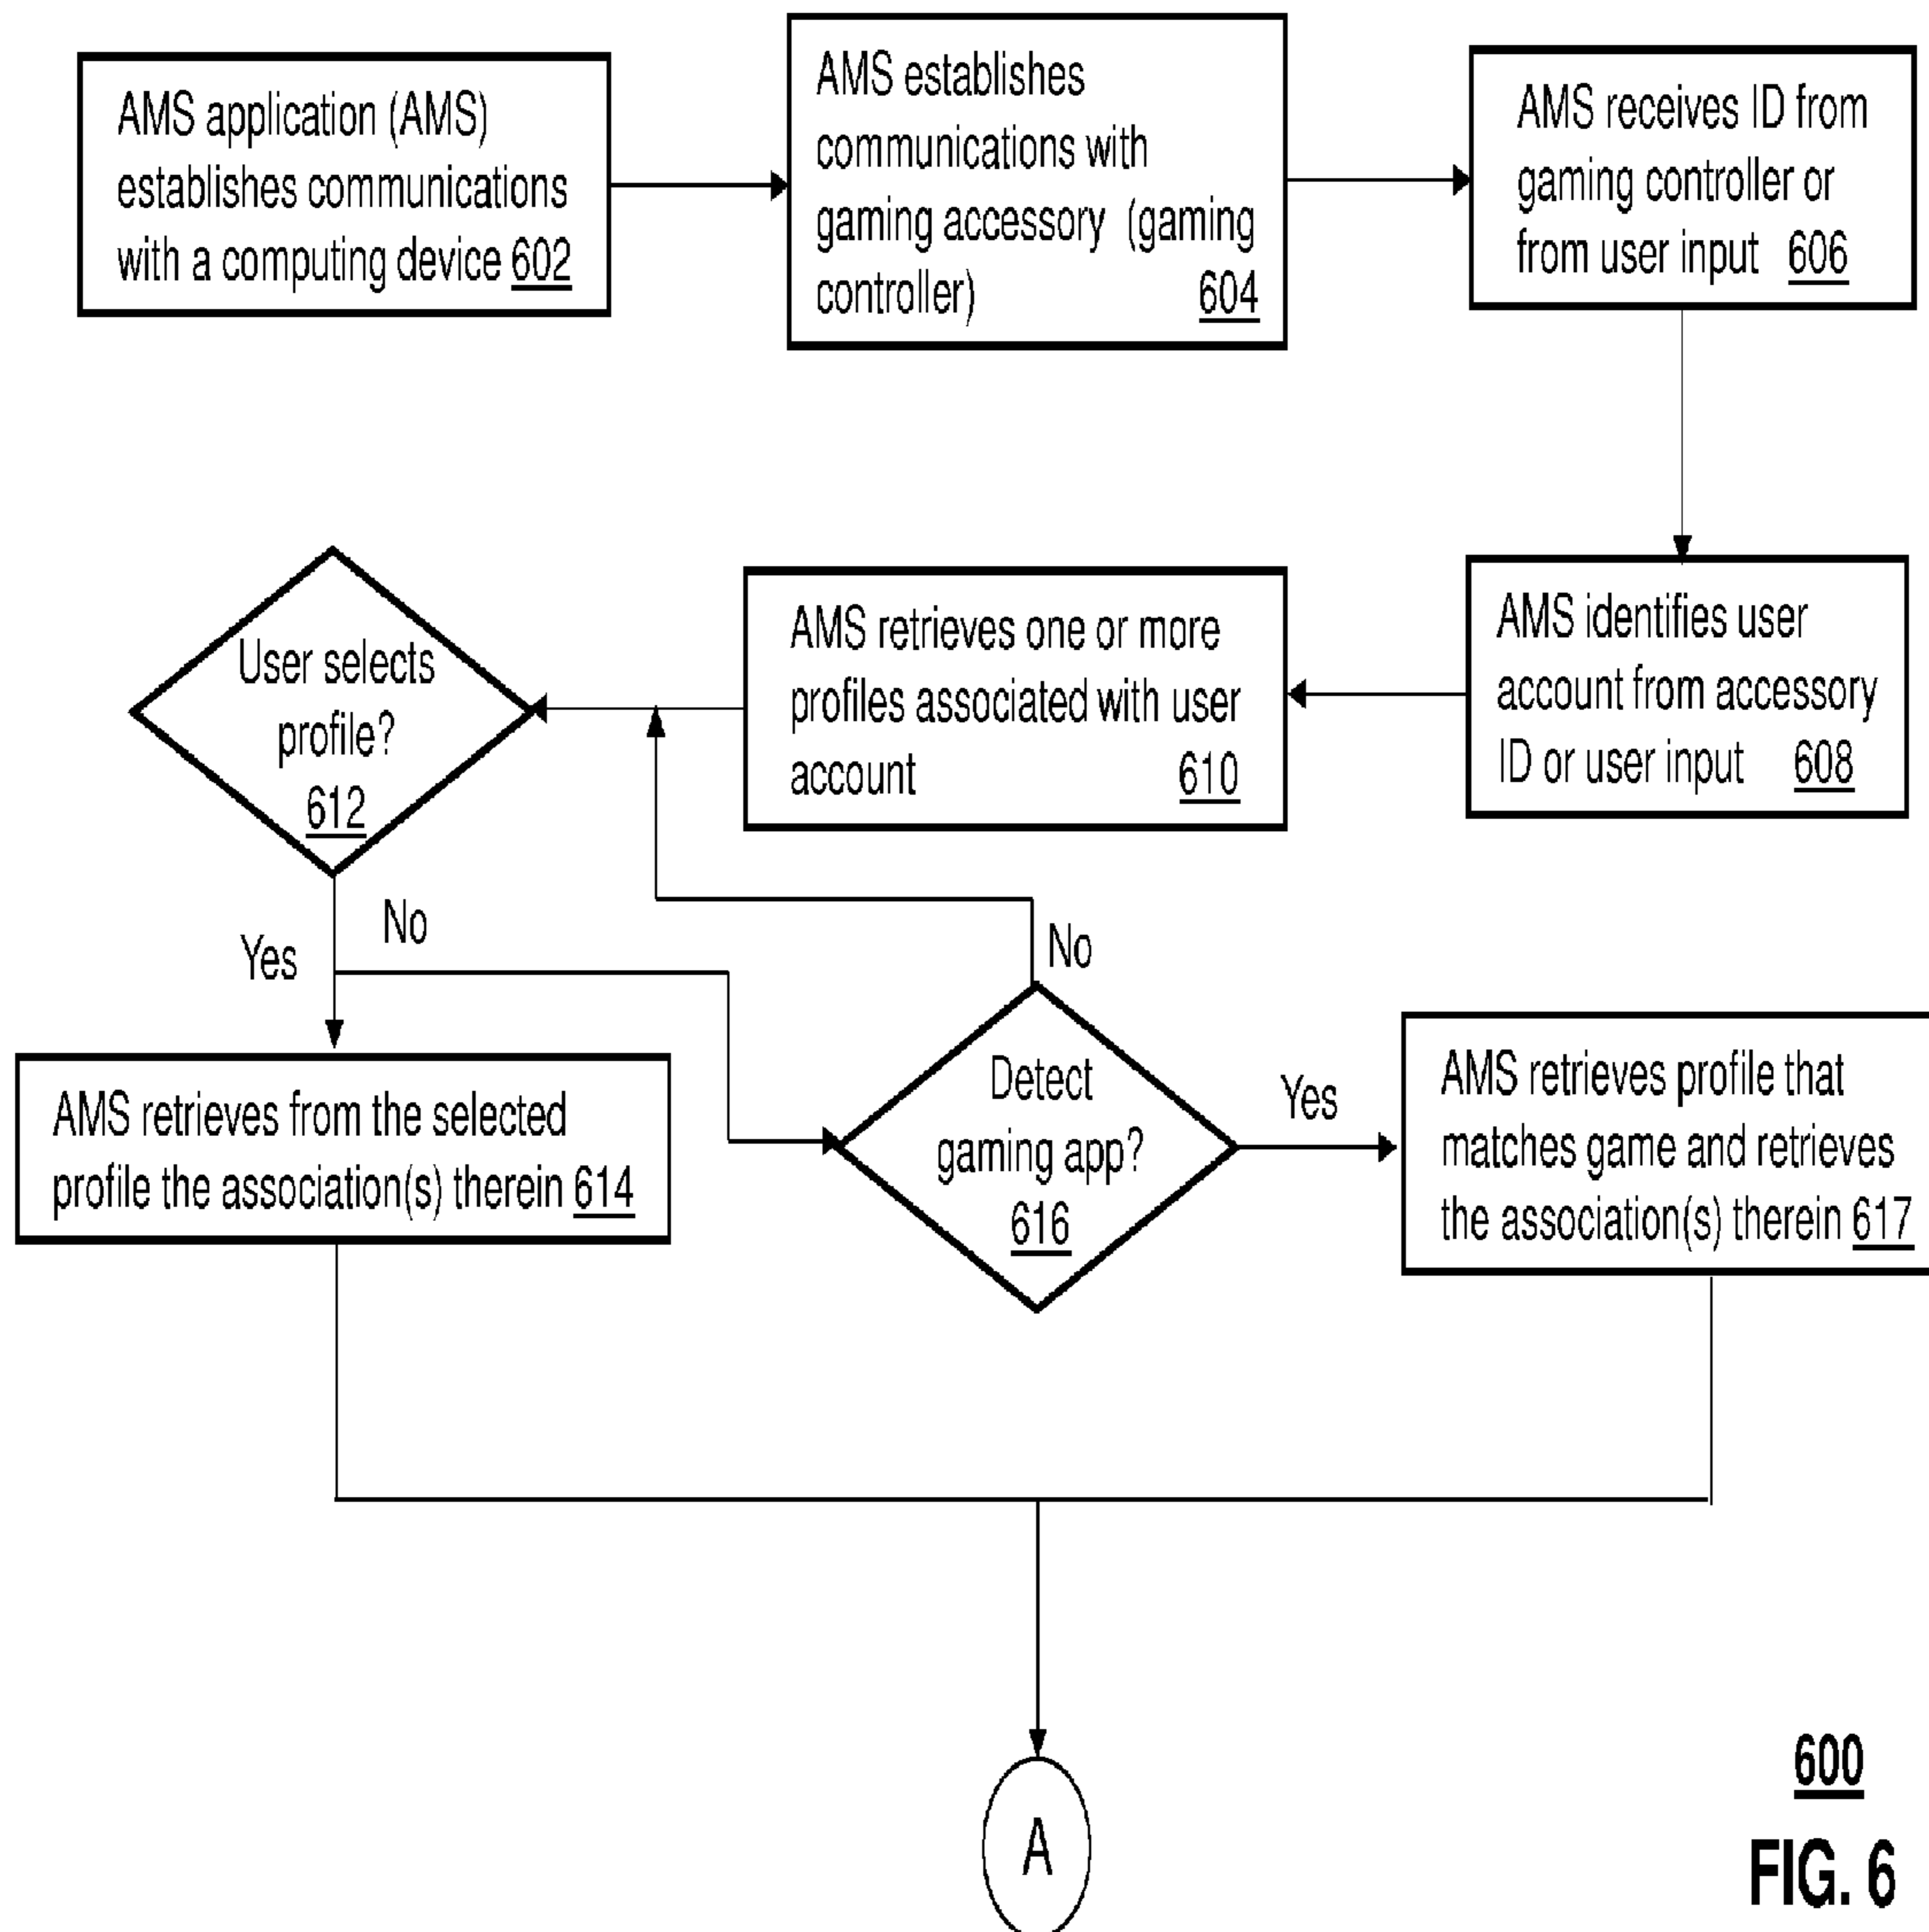 AMS application (AMS)
establishes communications
with a computing device 602
AMS establishes
communications with
gaming accessory (gaming
controller) 604
AMS receives ID from
gaming controller or
from user input 606
AMS identifies user
account from accessory
ID or user input 608
AMS retrieves one or more
profiles associated with user
account 610
User selects
profile?
612
Yes
No
AMS retrieves from the selected
profile the association(s) therein 614
Detect
gaming app?
616
No
Yes
AMS retrieves profile that
matches game and retrieves
the association(s) therein 617
A
600
FIG. 6